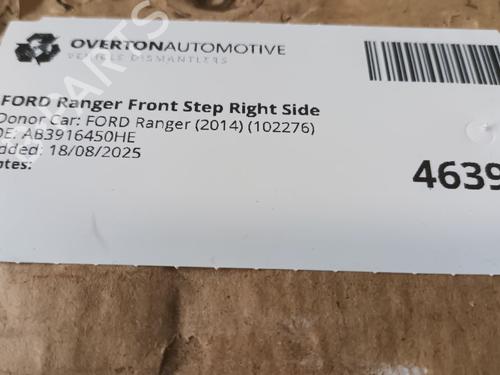 OVERTONAUTOMOTIVE
VEHICLE DISMANTLERS
FORD Ranger Front Step Right Side
Donor Car: FORD Ranger (2014) (102276)
OE: AB3916450HE
Added: 18/08/2025
Notes:
4639
PARTS